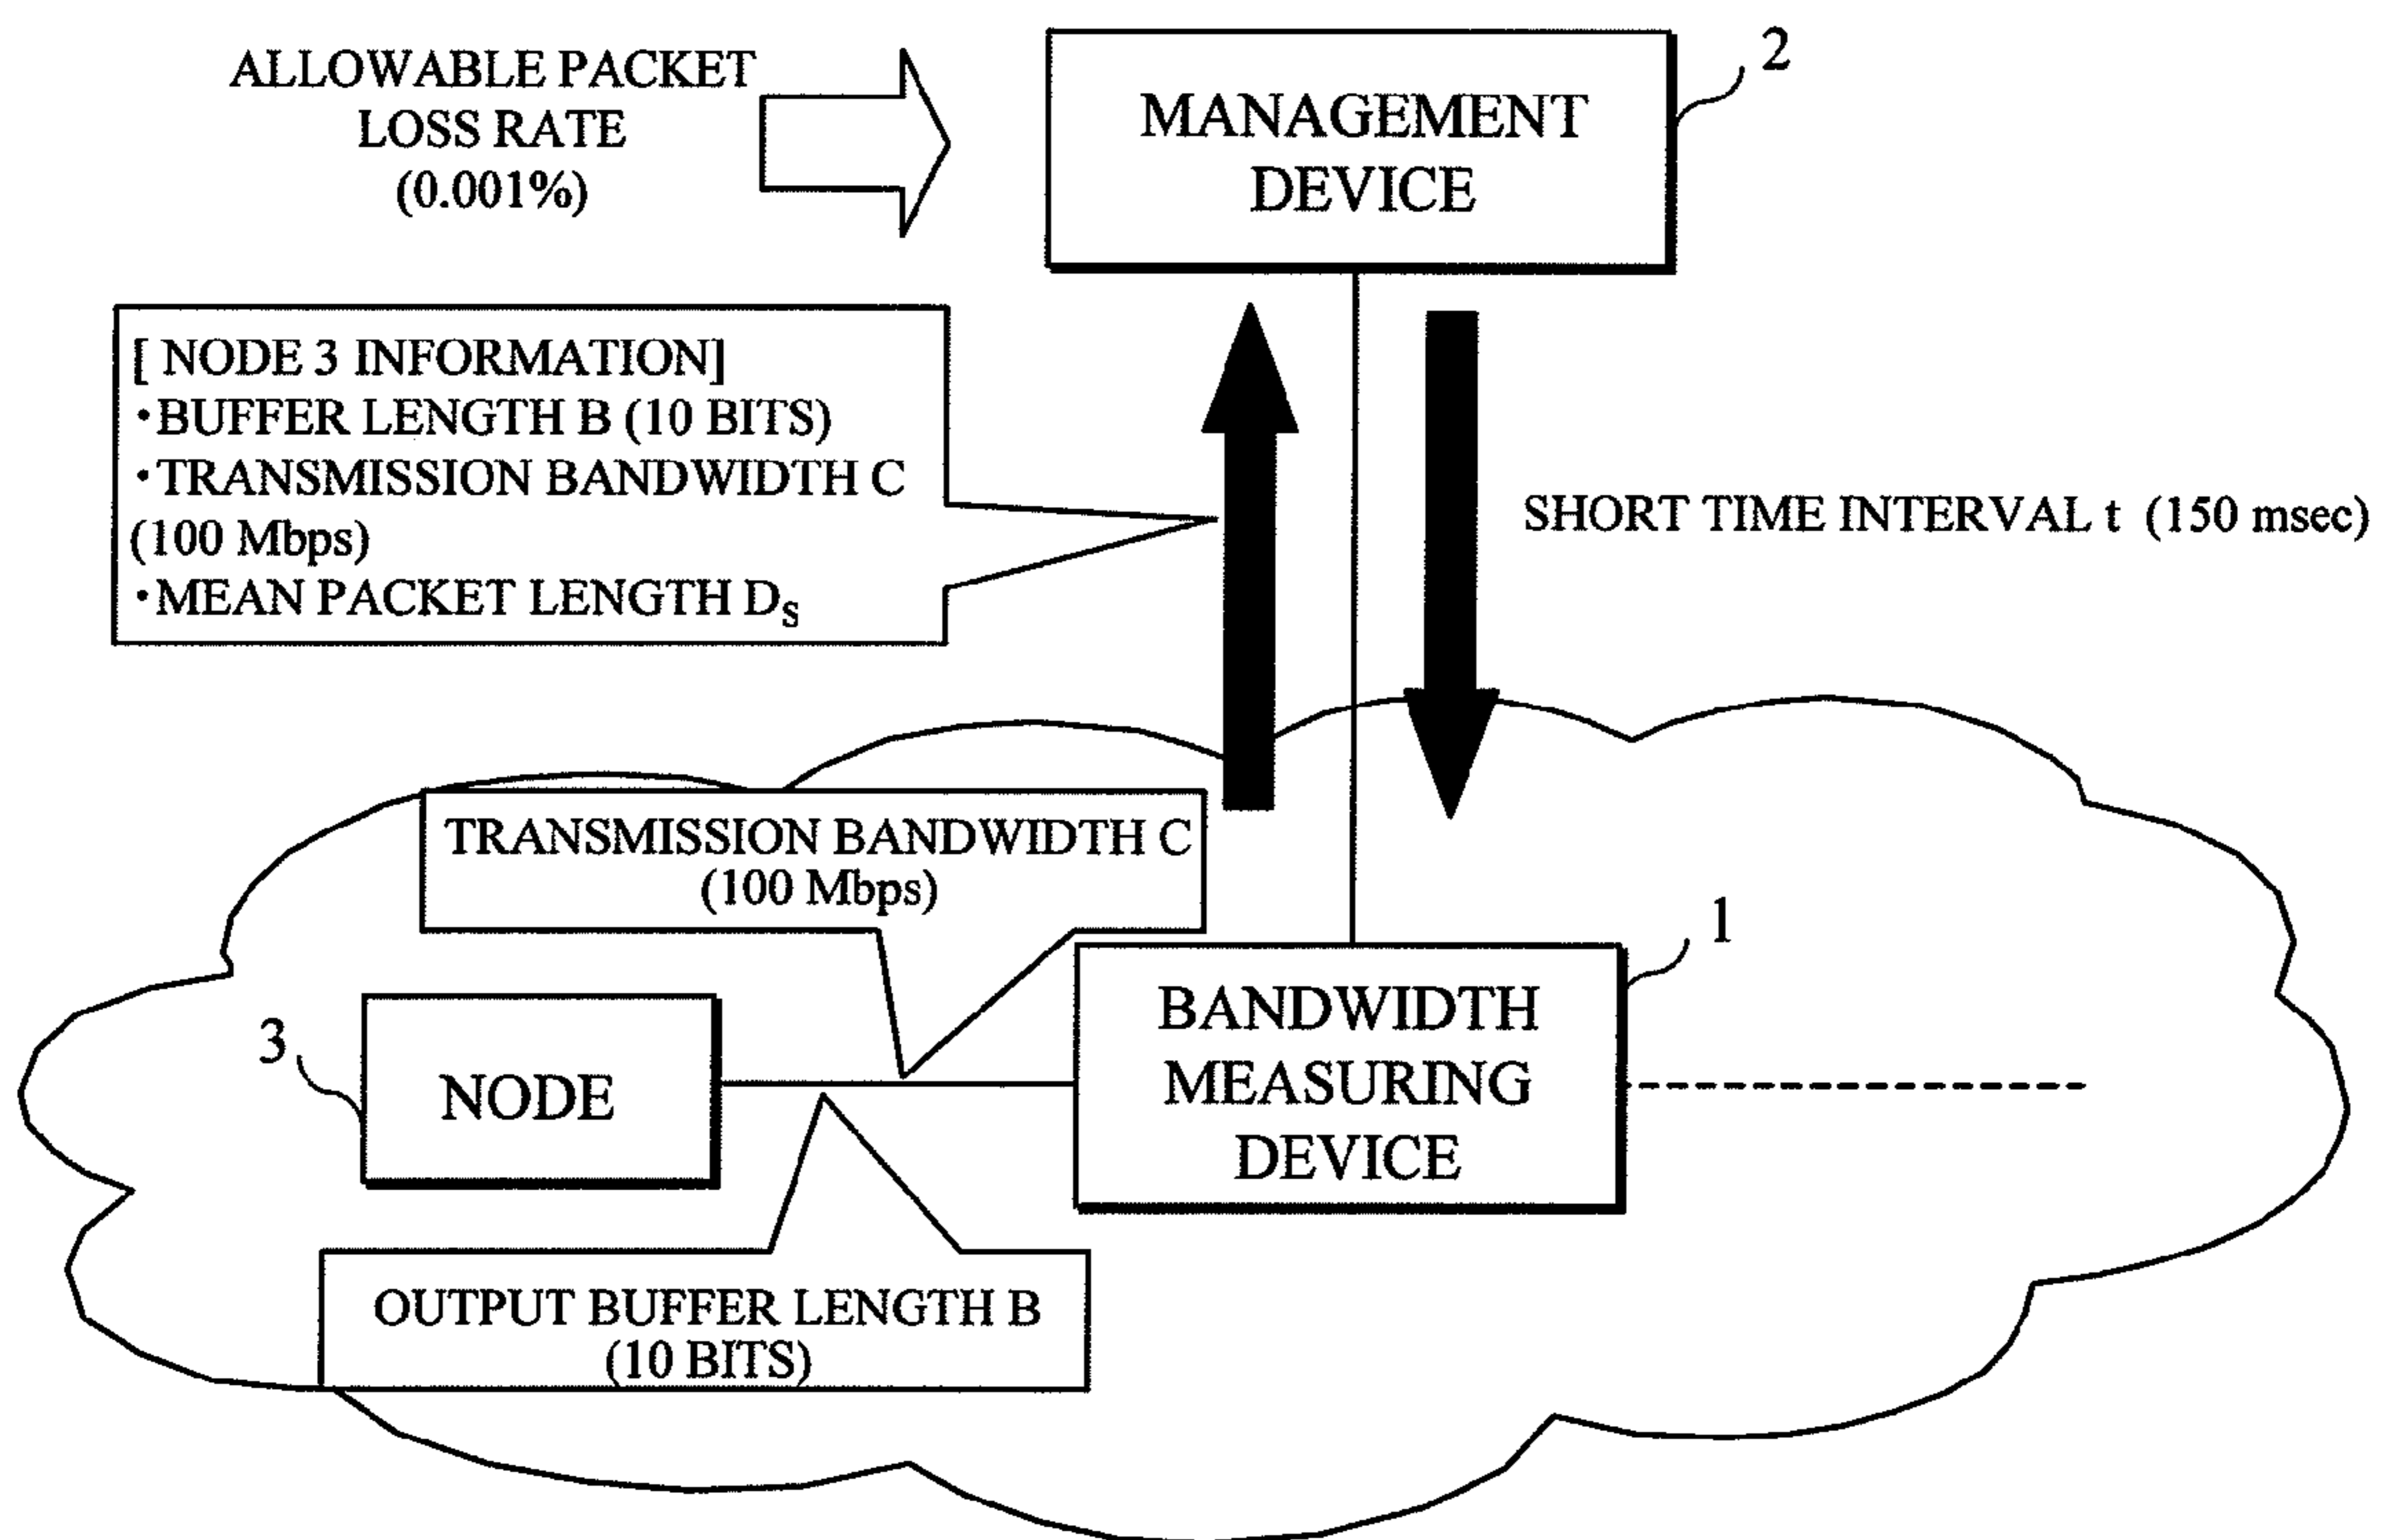 ALLOWABLE PACKET
LOSS RATE
(0.001%)
MANAGEMENT
DEVICE
2
[ NODE 3 INFORMATION]
·BUFFER LENGTH B (10 BITS)
·TRANSMISSION BANDWIDTH C
(100 Mbps)
·MEAN PACKET LENGTH DS
SHORT TIME INTERVAL t (150 msec)
TRANSMISSION BANDWIDTH C
(100 Mbps)
1
BANDWIDTH
MEASURING
DEVICE
3
NODE
OUTPUT BUFFER LENGTH B
(10 BITS)